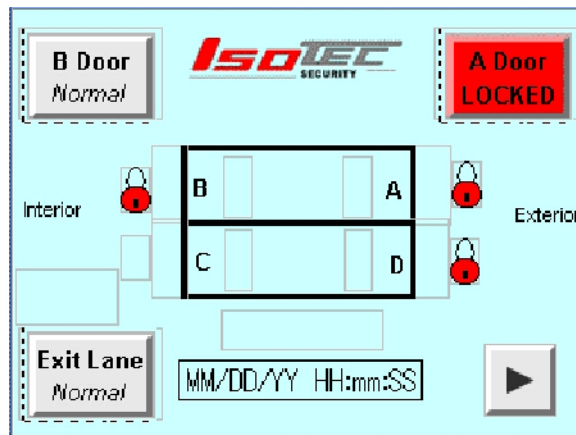 B Door
Normal
IsoTec
SECURITY
A Door
LOCKED
B
A
Interior
Exterior
C
D
Exit Lane
Normal
MM/DD/YY HH:mm:SS